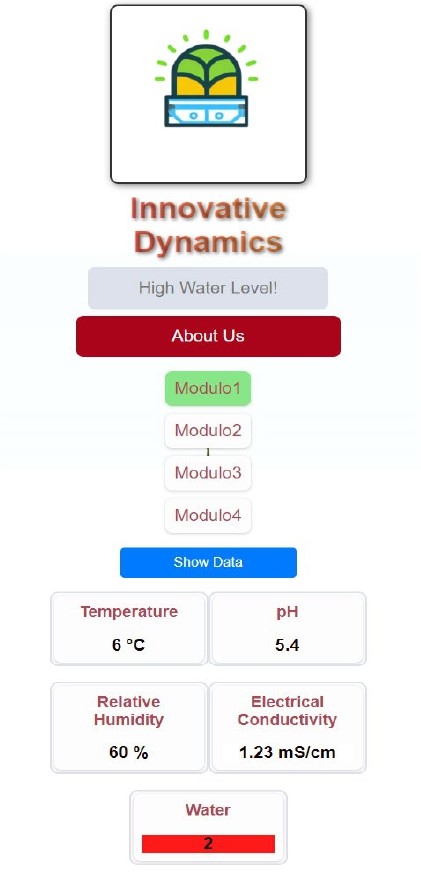 Innovative
Dynamics
High Water Level!
About Us
Modulo1
Modulo2
Modulo3
Modulo4
Show Data
Temperature
6 °C
pH
5.4
Relative
Humidity
60 %
Electrical
Conductivity
1.23 mS/cm
Water
2